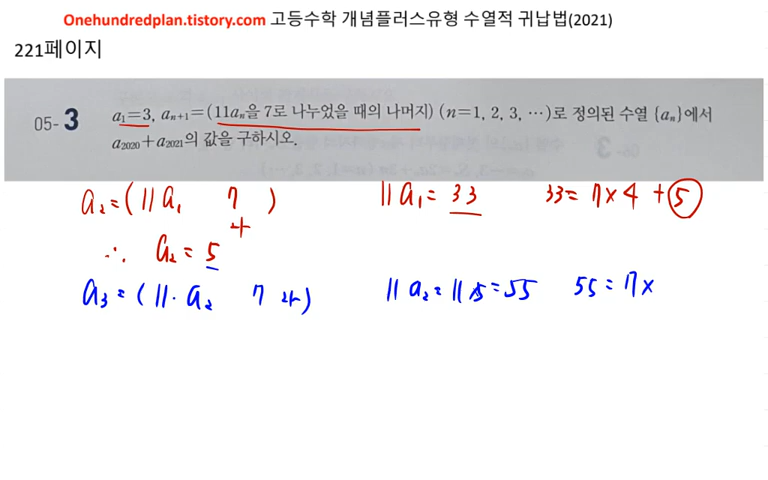 Onehundredplan.tistory.com 고등수학 개념플러스유형 수열적 귀납법(2021)
221페이지
05-3 a₁=3, aₙ₊₁=(11aₙ을 7로 나누었을 때의 나머지) (n=1, 2, 3, ⋯)로 정의된 수열 {aₙ}에서
a₂₀₂₀+a₂₀₂₁의 값을 구하시오.
a₂=(11a₁ 7 ) 11a₁=33 33=7×4+5
∴ a₂=5
a₃=(11·a₂ 7 ) 11a₂=11×5=55 55=7×